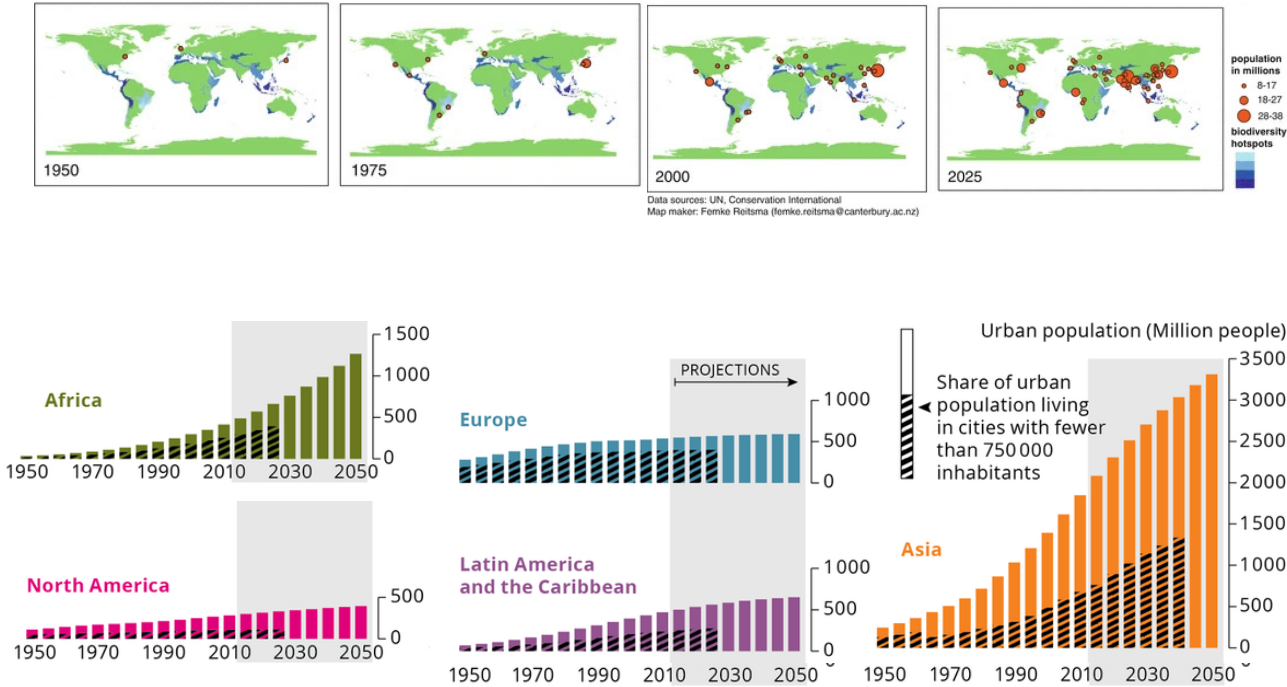 1950
1975
2000
2025
population
in millions
8-17
18-27
28-38
biodiversity
hotspots
Data sources: UN, Conservation International
Map maker: Femke Reitsma (femke.reitsma@canterbury.ac.nz)
Africa
1500
1000
500
0
1950 1970 1990 2010 2030 2050
North America
500
0
1950 1970 1990 2010 2030 2050
PROJECTIONS
Europe
1 000
500
0
Latin America
and the Caribbean
1000
500
0
1950 1970 1990 2010 2030 2050
Urban population (Million people)
Share of urban
population living
in cities with fewer
than 750 000
inhabitants
Asia
3500
3000
2500
2000
1500
1000
500
0
1950 1970 1990 2010 2030 2050